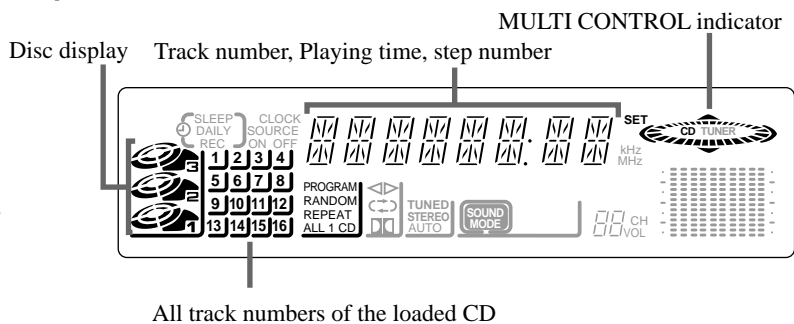 MULTI CONTROL indicator
Disc display
Track number, Playing time, step number
SLEEP
DAILY
REC
CLOCK
SOURCE
ON OFF
SET
CD TUNER
kHz
MHz
3
2
1
1 2 3 4
5 6 7 8
9 10 11 12
13 14 15 16
PROGRAM
RANDOM
REPEAT
ALL 1 CD
TUNED
STEREO
AUTO
SOUND
MODE
CH
VOL
All track numbers of the loaded CD